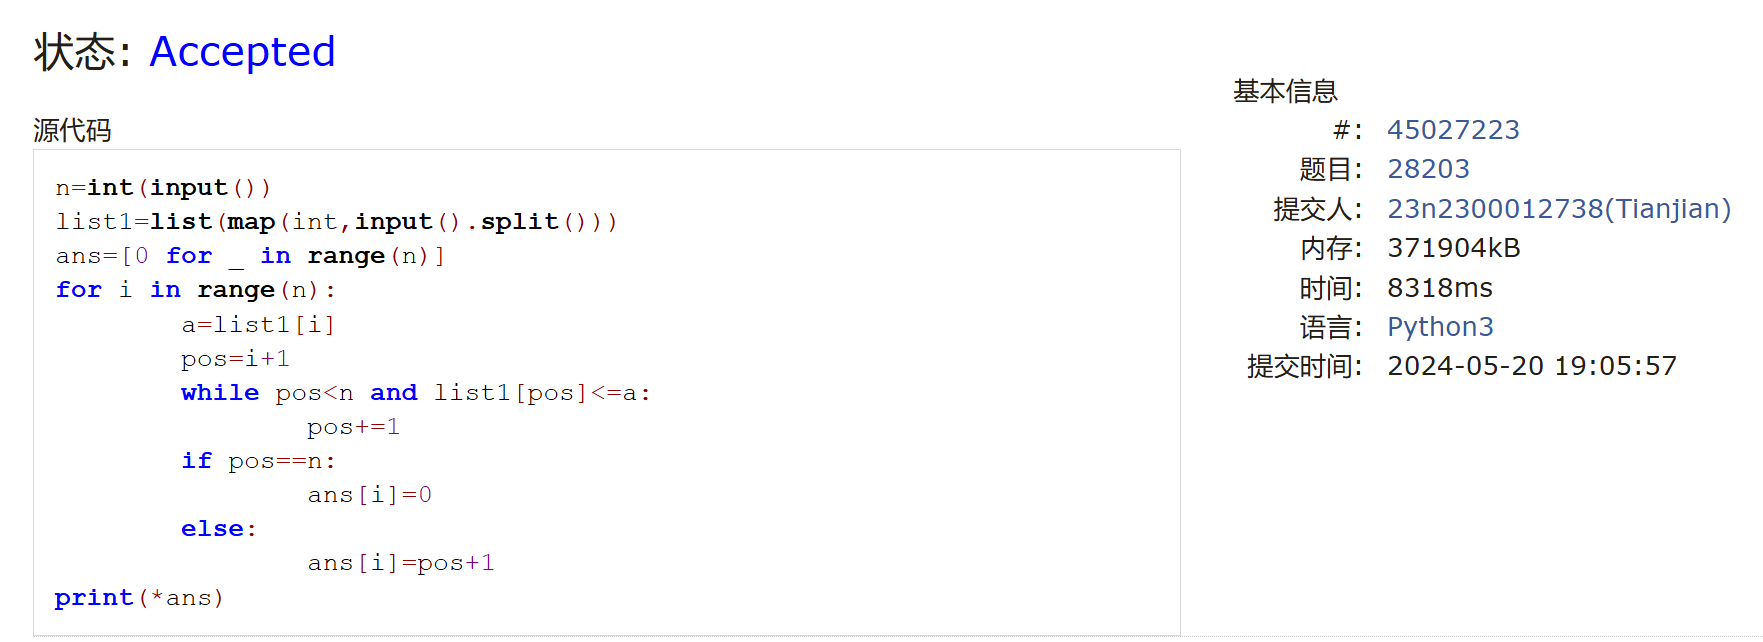 状态: Accepted
源代码
n=int(input())
list1=list(map(int,input().split()))
ans=[0 for _ in range(n)]
for i in range(n):
        a=list1[i]
        pos=i+1
        while pos<n and list1[pos]<=a:
                pos+=1
        if pos==n:
                ans[i]=0
        else:
                ans[i]=pos+1
print(*ans)
基本信息
#: 45027223
题目: 28203
提交人: 23n2300012738(Tianjian)
内存: 371904kB
时间: 8318ms
语言: Python3
提交时间: 2024-05-20 19:05:57